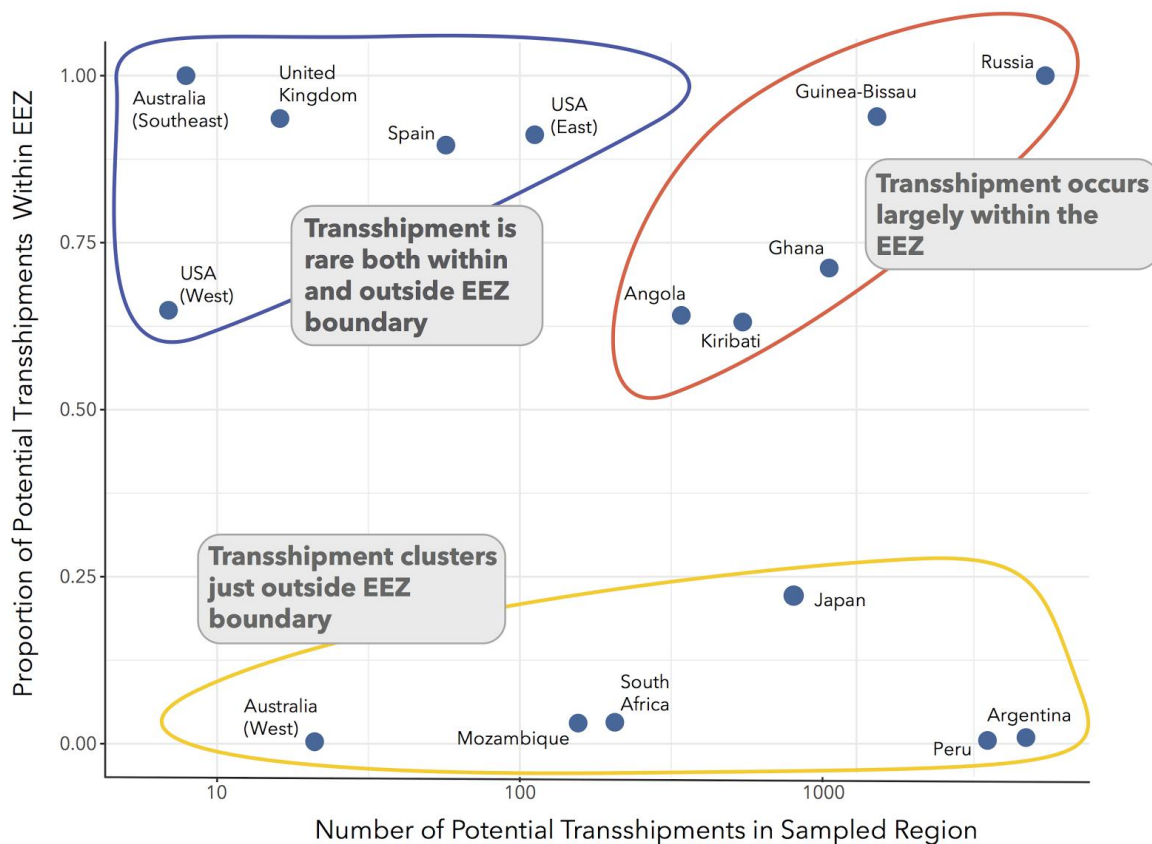 Proportion of Potential Transshipments Within EEZ
1.00
0.75
0.50
0.25
0.00
Australia
(Southeast)
United
Kingdom
Spain
USA
(East)
USA
(West)
Transshipment is
rare both within
and outside EEZ
boundary
Russia
Guinea-Bissau
Transshipment occurs
largely within the
EEZ
Ghana
Angola
Kiribati
Transshipment clusters
just outside EEZ
boundary
Japan
Australia
(West)
Mozambique
South
Africa
Argentina
Peru
10
100
1000
Number of Potential Transshipments in Sampled Region